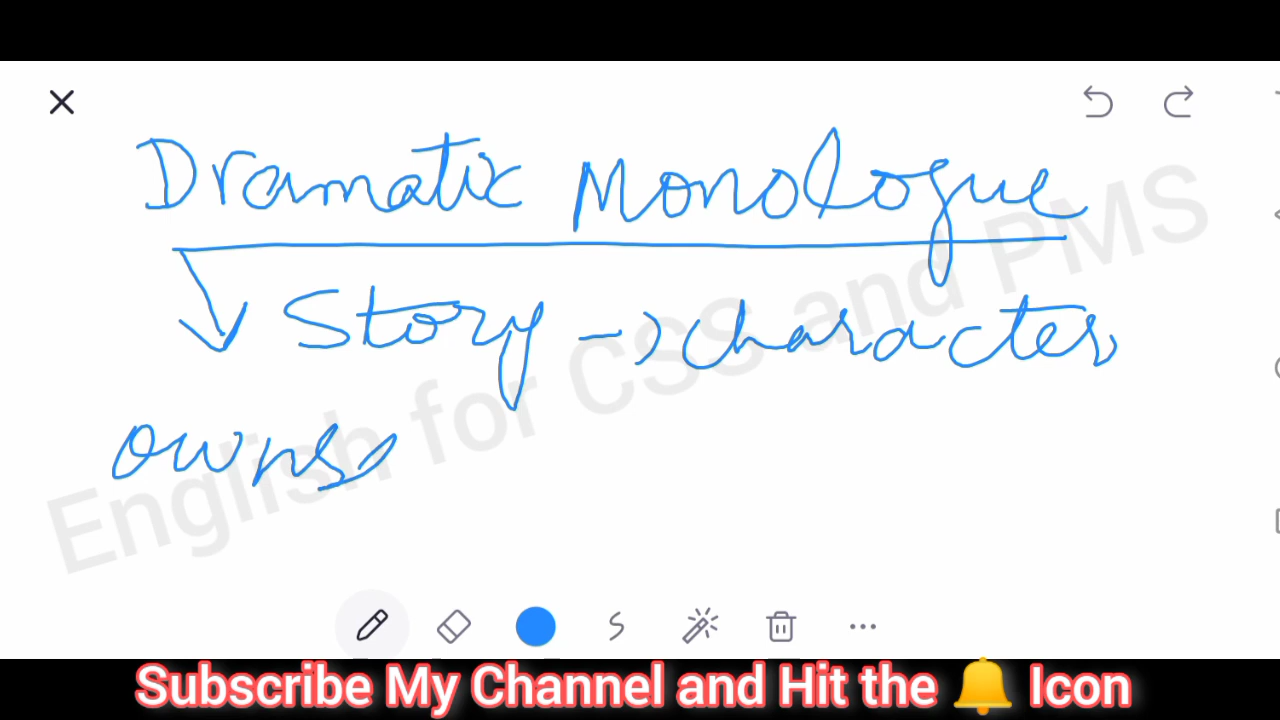 Dramatic Monologue
Story → character
owns
English for CSS and PMS
Subscribe My Channel and Hit the 🔔 Icon